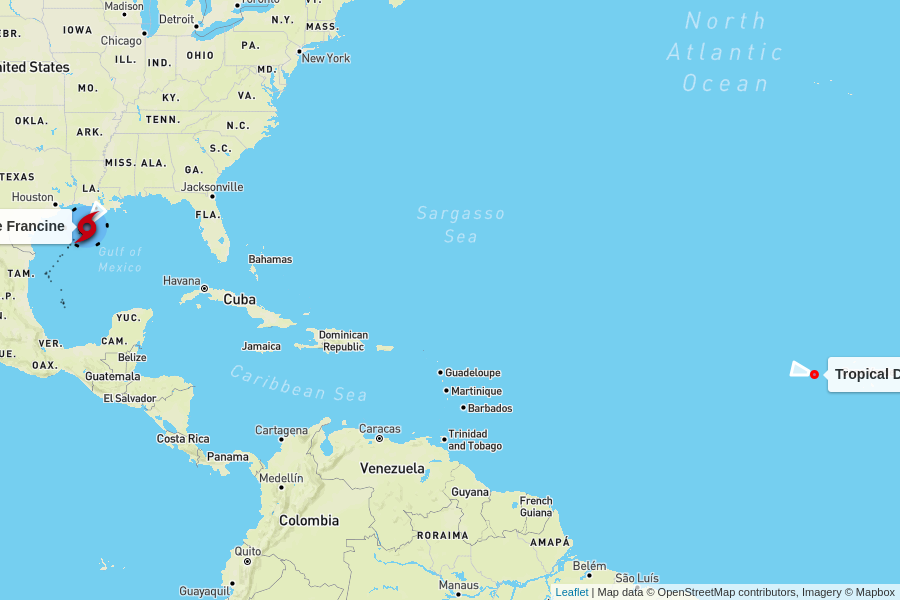 Madison
Toronto
N.Y.
North
Atlantic
Ocean
EBR.
IOWA
Detroit
MASS.
Chicago
PA.
ILL.
IND.
OHIO
New York
nited States
MD.
MO.
KY.
VA.
OKLA.
TENN.
ARK.
N.C.
S.C.
MISS.
ALA.
GA.
TEXAS
LA.
Jacksonville
Houston
FLA.
Sargasso
Sea
e Francine
Gulf of
Mexico
Bahamas
TAM.
Havana
Cuba
.P.
YUC.
Dominican
Republic
VER.
CAM.
Jamaica
UE.
OAX.
Belize
Guatemala
Caribbean Sea
Guadeloupe
Tropical D
El Salvador
Martinique
Barbados
Costa Rica
Cartagena
Caracas
Trinidad
and Tobago
Panama
Venezuela
Medellín
Guyana
French
Guiana
Colombia
RORAIMA
AMAPÁ
Quito
Belém
São Luís
Guayaquil
Manaus
Leaflet | Map data © OpenStreetMap contributors, Imagery © Mapbox